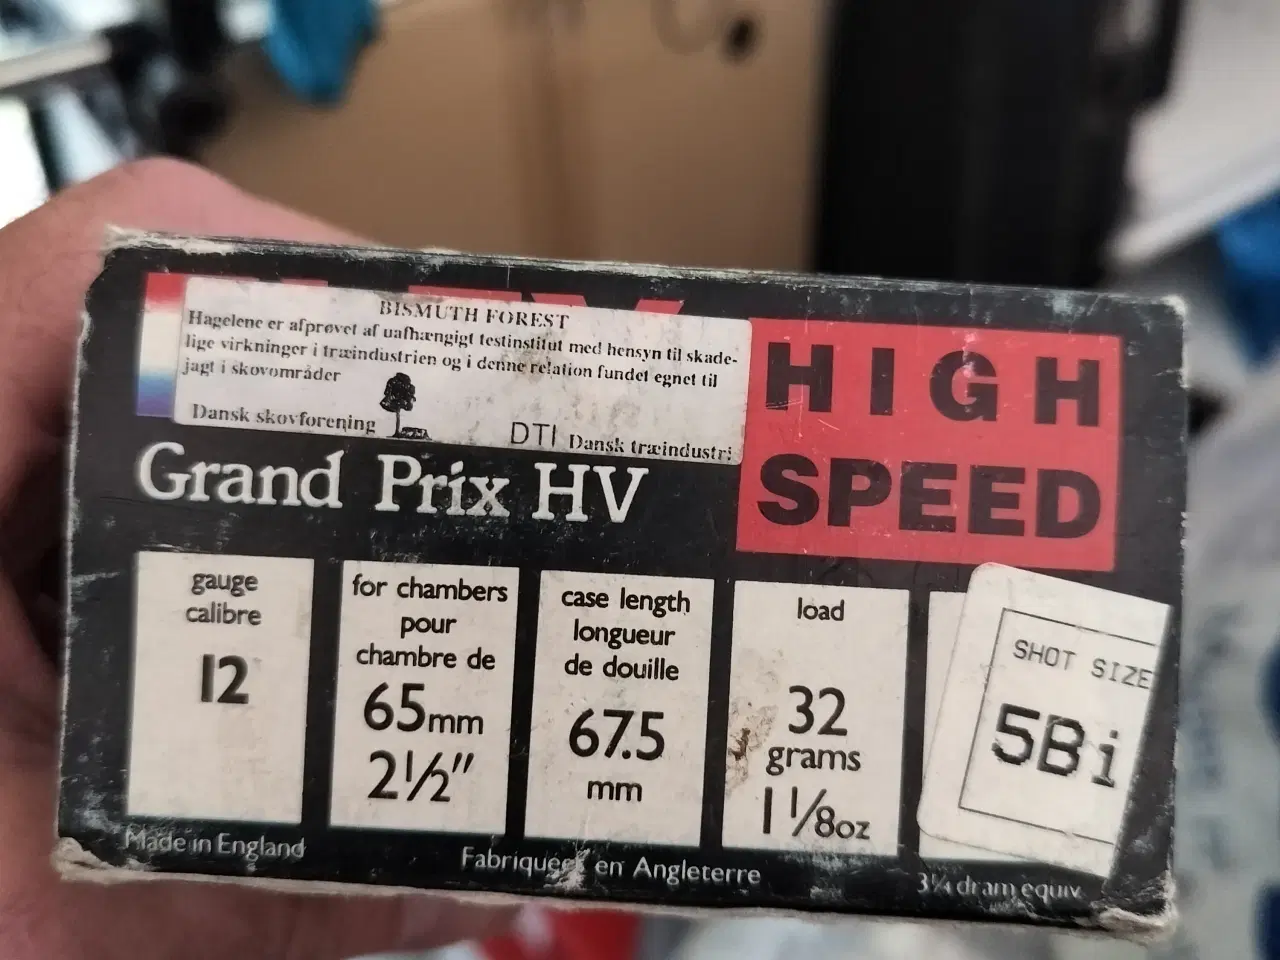 BISMUTH FOREST
Hagelene er afprøvet af uafhængigt testinstitut med hensyn til skade-
lige virkninger i træindustrien og i denne relation fundet egnet til
jagt i skovområder
Dansk skovforening
DTI Dansk træindustri
HIGH
SPEED
Grand Prix HV
gauge
calibre
12
for chambers
pour
chambre de
65mm
2½"
case length
longueur
de douille
67.5
mm
load
32
grams
1⅛oz
SHOT SIZE
5Bi
Made in England
Fabriquées en Angleterre
3¼ dram equiv.